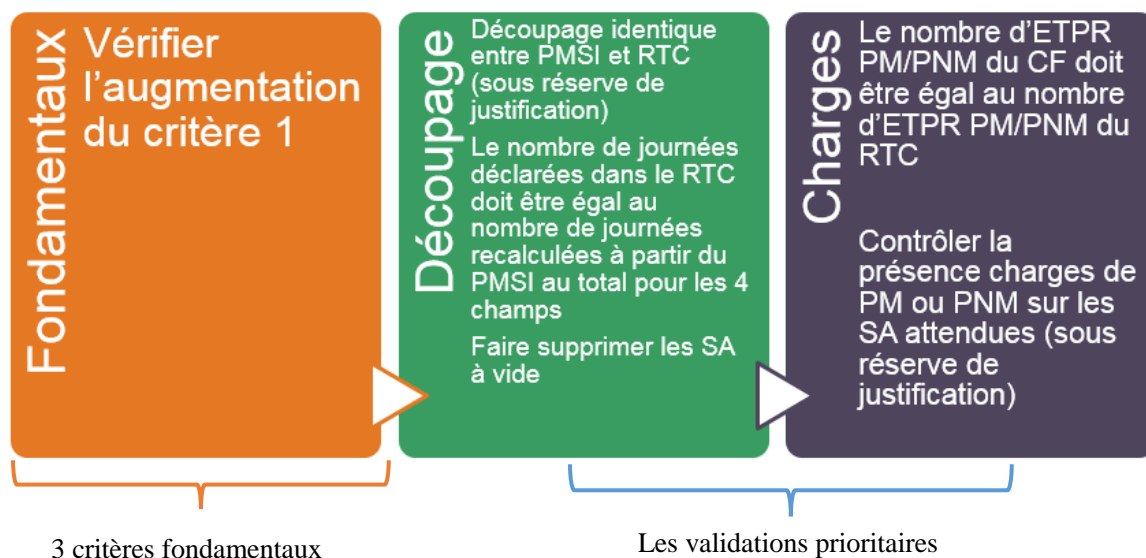 Fondamentaux
Vérifier
l’augmentation
du critère 1
Découpage
Découpage identique
entre PMSI et RTC
(sous réserve de
justification)
Le nombre de journées
déclarées dans le RTC
doit être égal au
nombre de journées
recalculées à partir du
PMSI au total pour les 4
champs
Faire supprimer les SA
à vide
Charges
Le nombre d’ETPR
PM/PNM du CF doit
être égal au nombre
d’ETPR PM/PNM du
RTC
Contrôler la
présence charges de
PM ou PNM sur les
SA attendues (sous
réserve de
justification)
3 critères fondamentaux
Les validations prioritaires